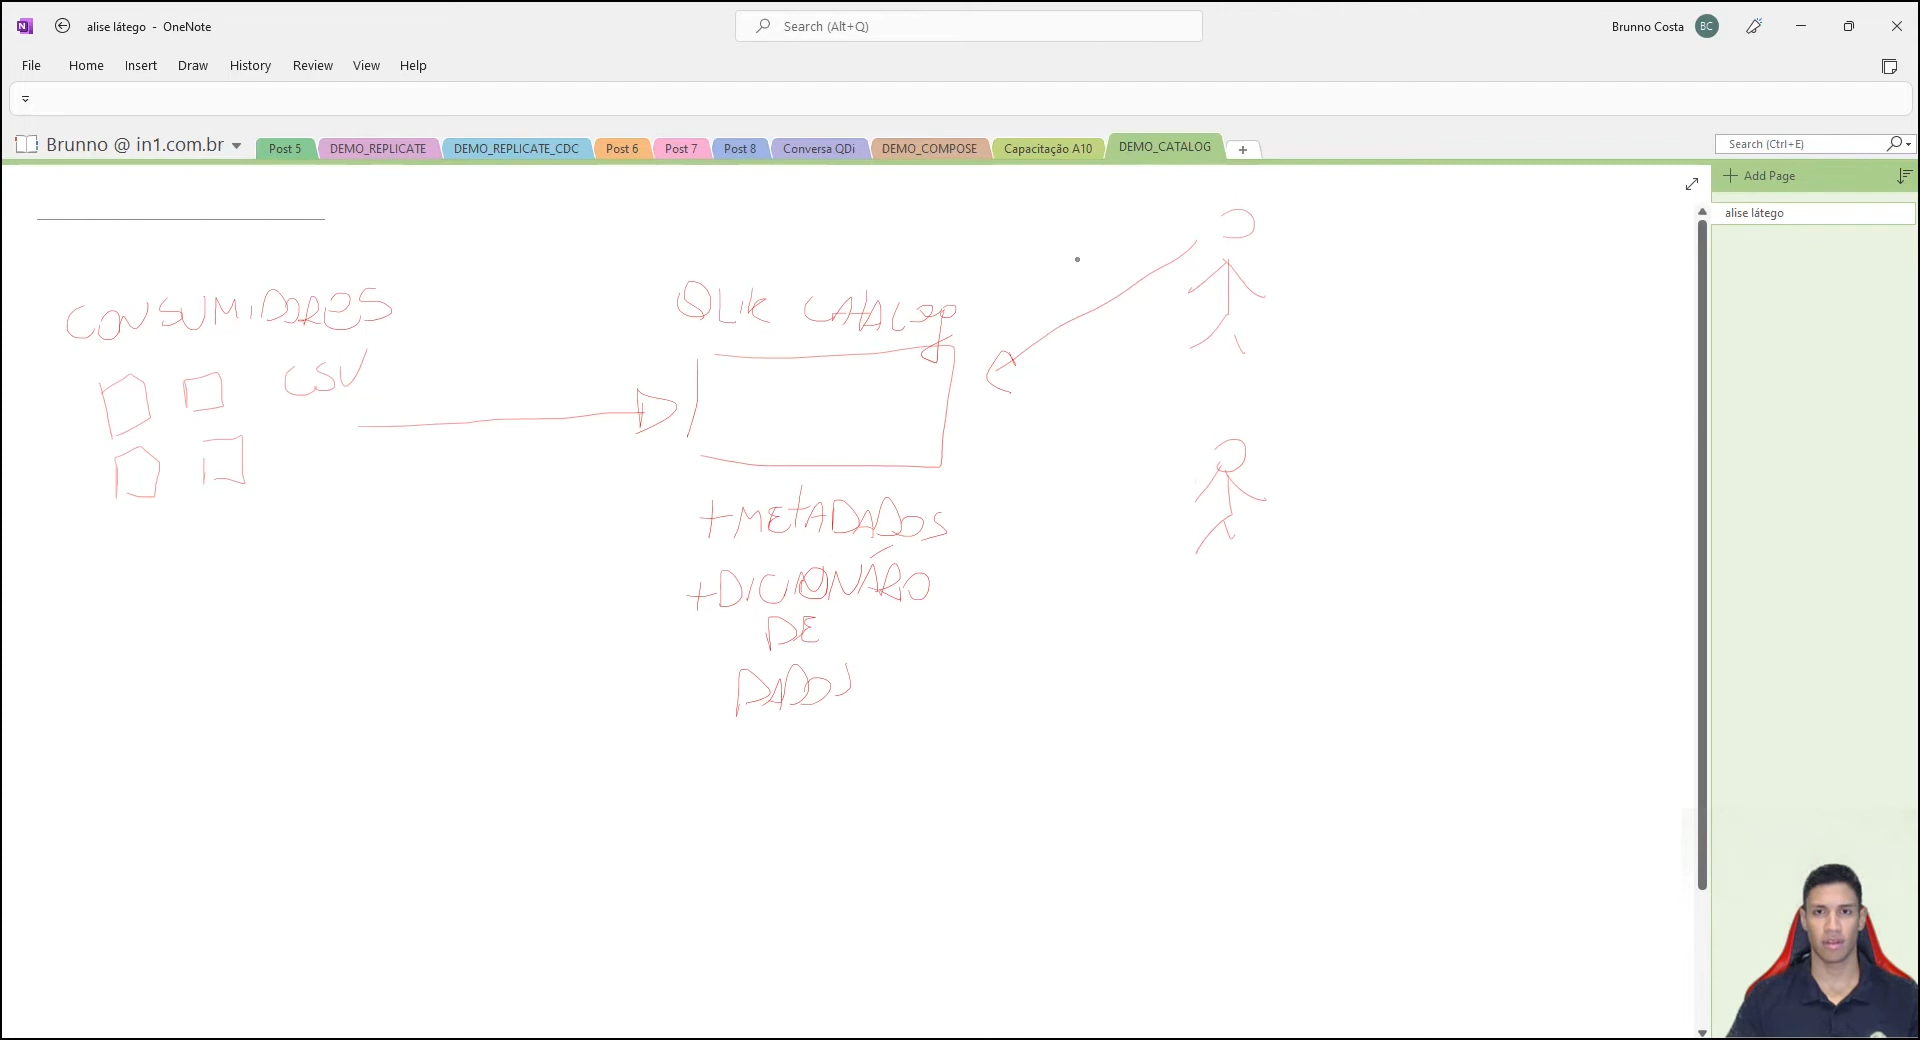 alise látego - OneNote
Search (Alt+Q)
Brunno Costa BC
File Home Insert Draw History Review View Help
Brunno @ in1.com.br
Post 5 DEMO_REPLICATE DEMO_REPLICATE_CDC Post 6 Post 7 Post 8 Conversa QDi DEMO_COMPOSE Capacitação A10 DEMO_CATALOG
Search (Ctrl+E)
Add Page
alise látego
CONSUMIDORES
CSV
QLIK CATALOGO
+METADADOS
+DICIONÁRIO
DE
DADOS